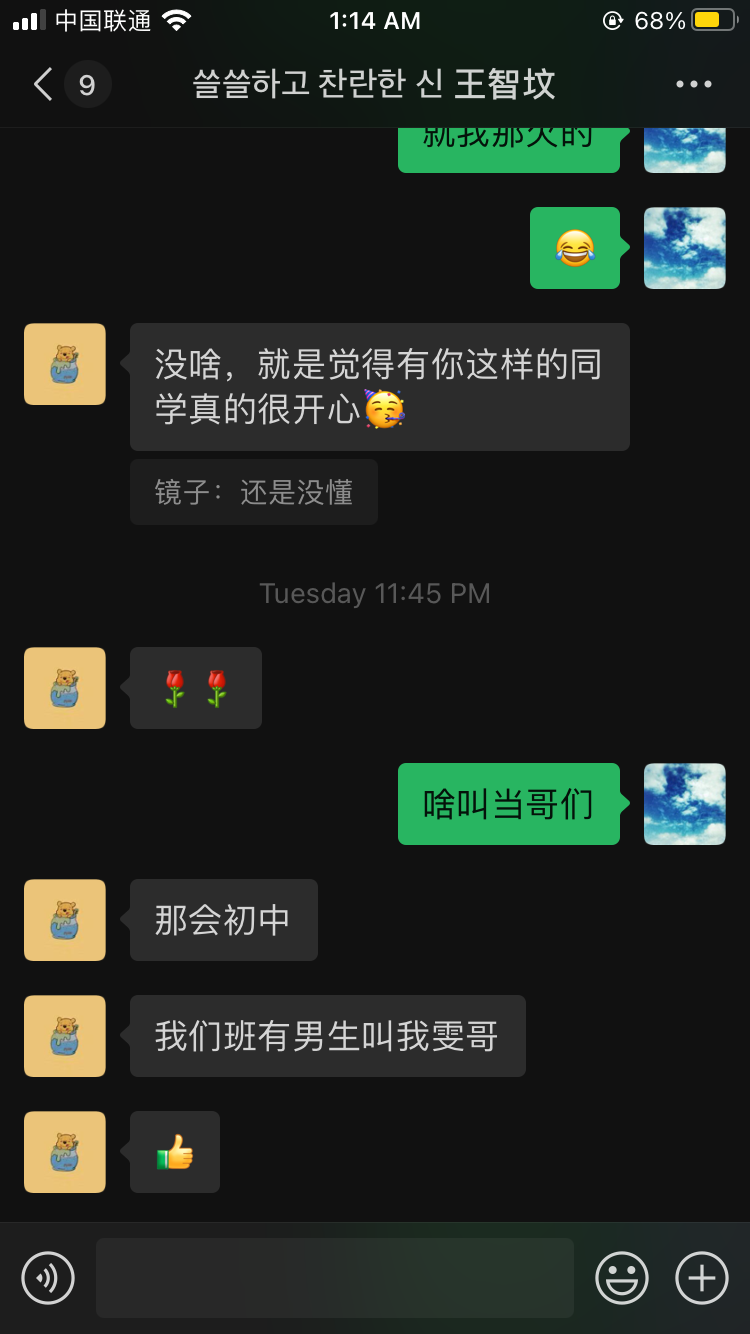 中国联通
1:14 AM
68%
9
쓸쓸하고 찬란한 신 王智坟
就我那火的
😂
没啥，就是觉得有你这样的同
学真的很开心🥳
镜子：还是没懂
Tuesday 11:45 PM
🌹🌹
啥叫当哥们
那会初中
我们班有男生叫我雯哥
👍